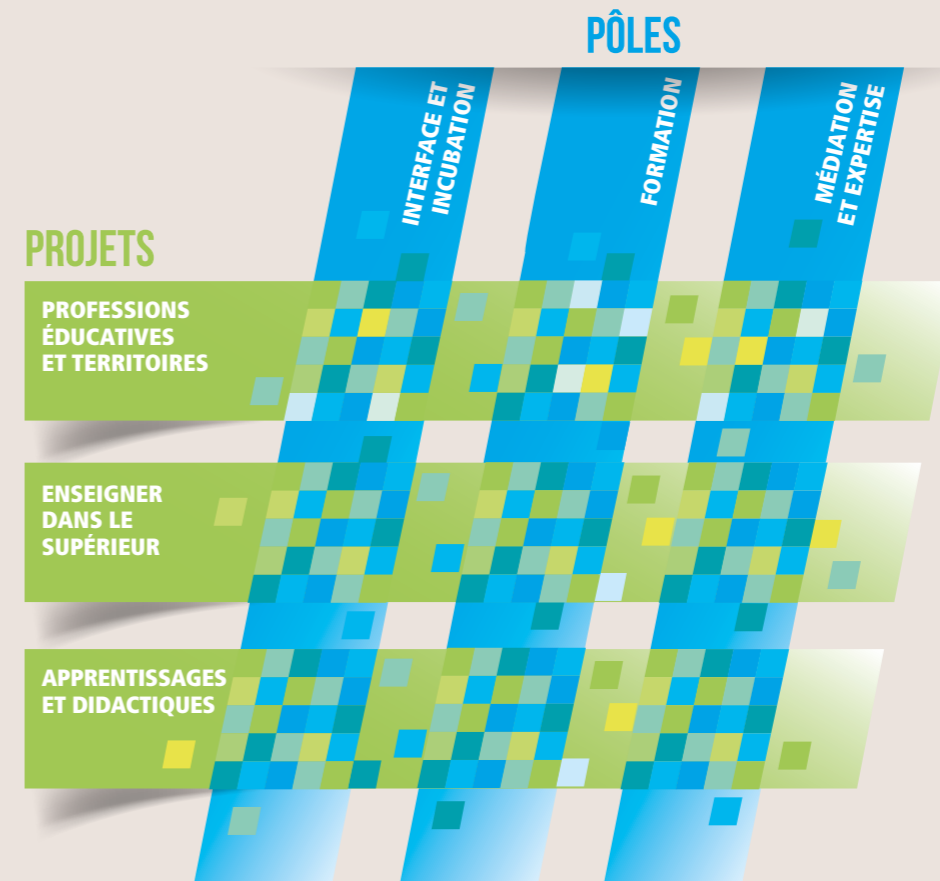 PÔLES
INTERFACE ET
INCUBATION
FORMATION
MÉDIATION
ET EXPERTISE
PROJETS
PROFESSIONS
ÉDUCATIVES
ET TERRITOIRES
ENSEIGNER
DANS LE
SUPÉRIEUR
APPRENTISSAGES
ET DIDACTIQUES